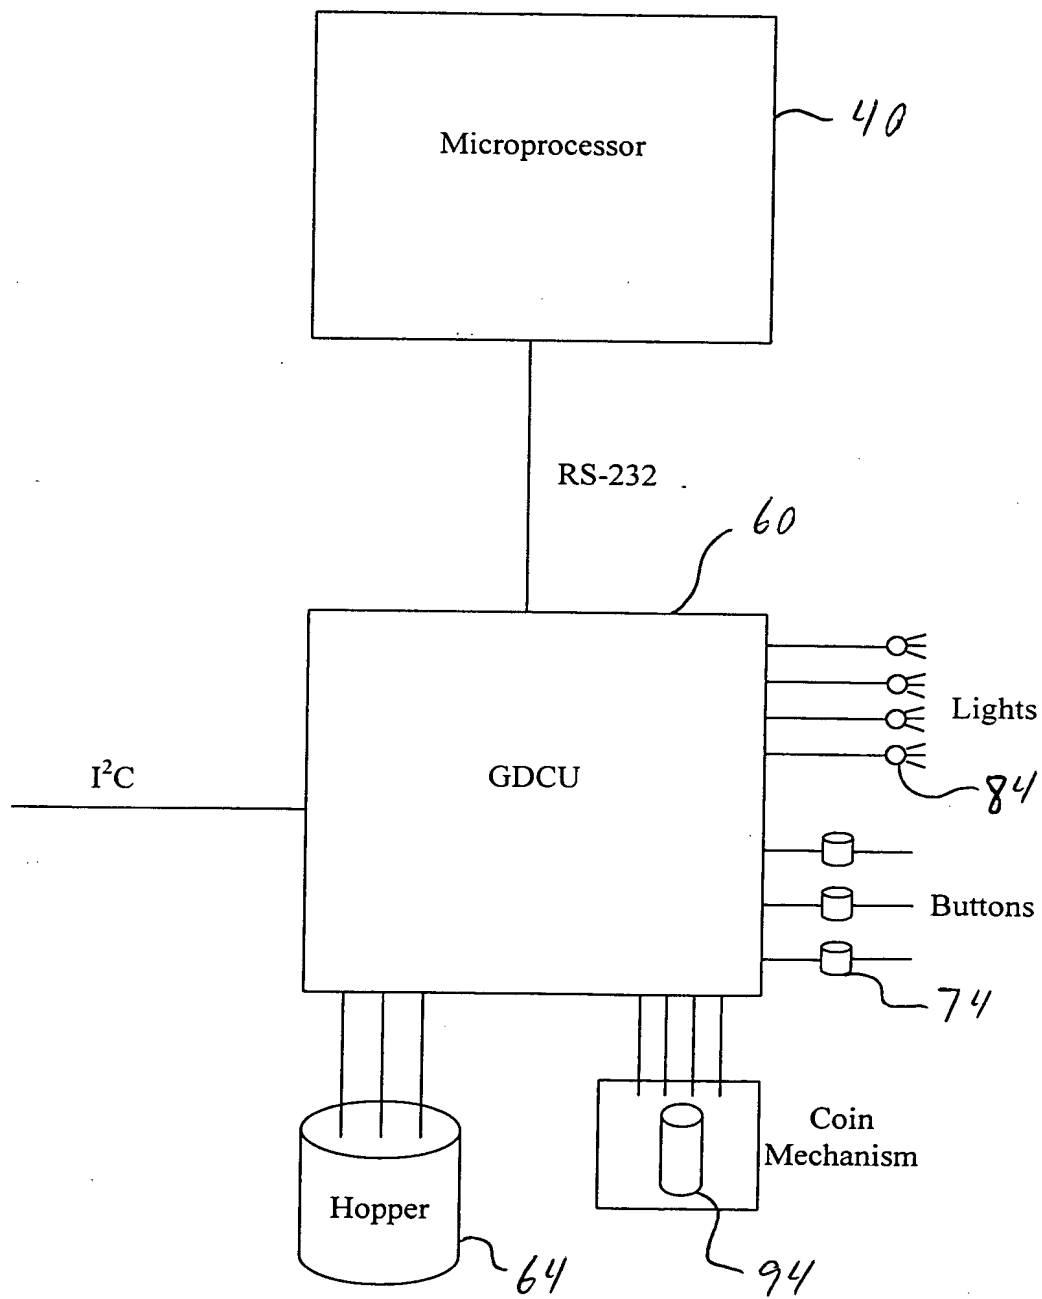 Microprocessor
40
RS-232
60
Lights
I²C
GDCU
84
Buttons
74
Coin
Mechanism
Hopper
64
94